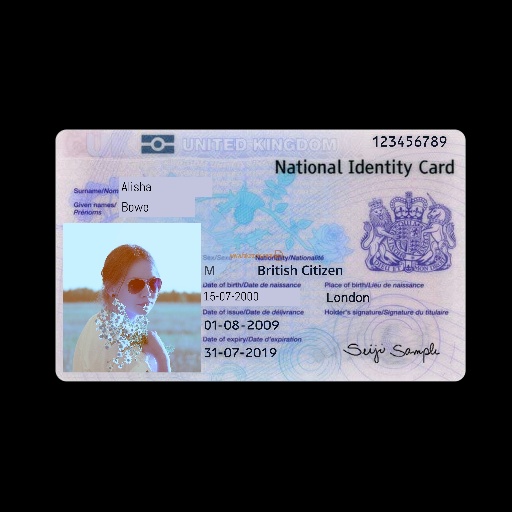 UNITED KINGDOM
123456789
National Identity Card
Surname/Nom Alisha
Given names/ Bowe
Prénoms
Sex/Sexe Nationality/Nationalité
M British Citizen
Date of birth/Date de naissance Place of birth/Lieu de naissance
15-07-2000 London
Date of issue/Date de délivrance Holder's signature/Signature du titulaire
01-08-2009
Date of expiry/Date d'expiration
31-07-2019 Seiji Sample